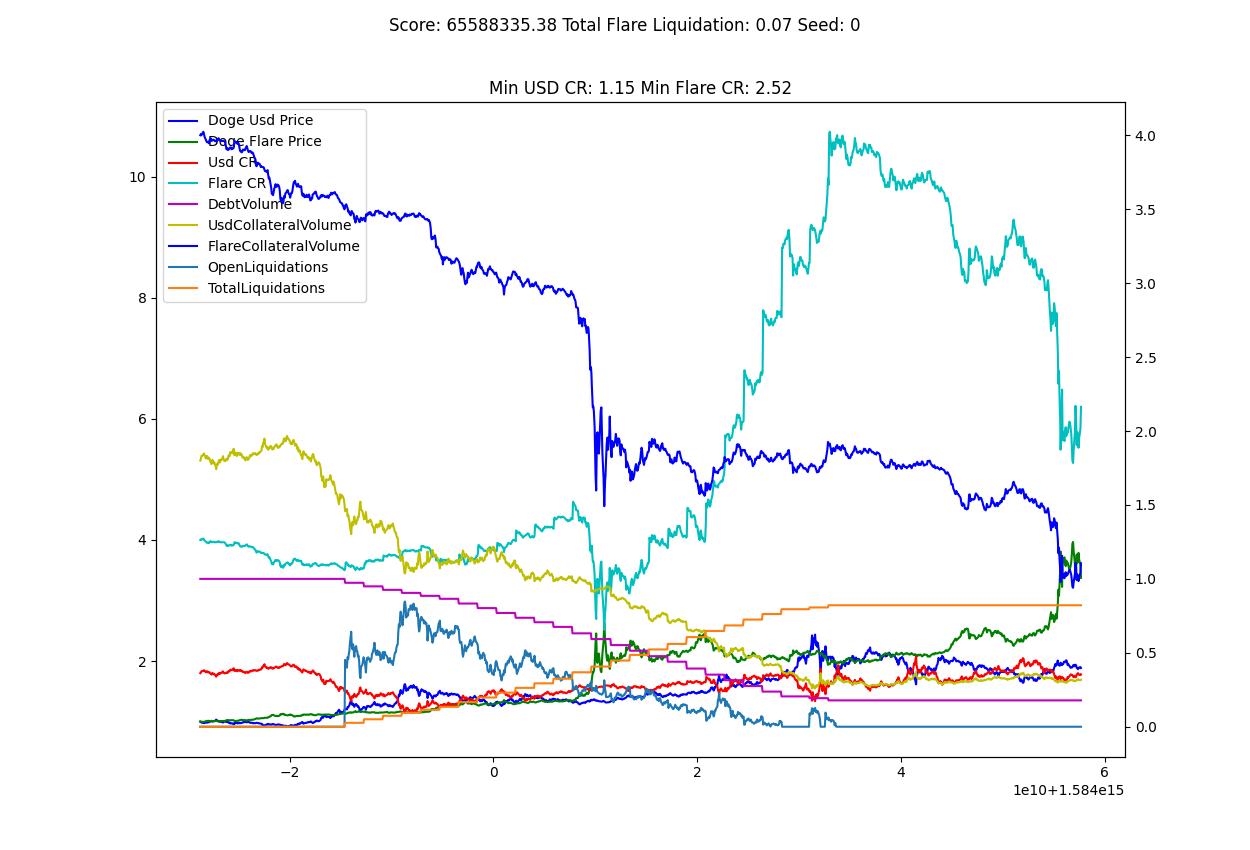 Score: 65588335.38 Total Flare Liquidation: 0.07 Seed: 0
Min USD CR: 1.15 Min Flare CR: 2.52
Doge Usd Price
Doge Flare Price
Usd CR
Flare CR
DebtVolume
UsdCollateralVolume
FlareCollateralVolume
OpenLiquidations
TotalLiquidations
10
8
6
4
2
4.0
3.5
3.0
2.5
2.0
1.5
1.0
0.5
0.0
−2
0
2
4
6
1e10+1.584e15